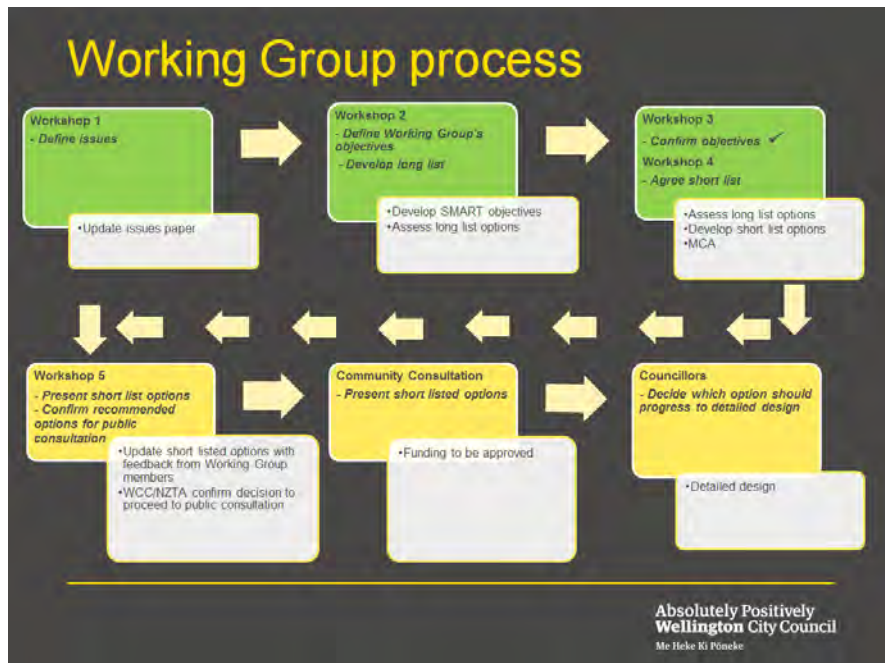 Working Group process
Workshop 1
- Define issues
•Update issues paper
Workshop 2
- Define Working Group's
objectives
- Develop long list
•Develop SMART objectives
•Assess long list options
Workshop 3
- Confirm objectives ✓
Workshop 4
- Agree short list
•Assess long list options
•Develop short list options
•MCA
Workshop 5
- Present short list options
- Confirm recommended
options for public
consultation
•Update short listed options with
feedback from Working Group
members
•WCC/NZTA confirm decision to
proceed to public consultation
Community Consultation
- Present short listed options
•Funding to be approved
Councillors
- Decide which option should
progress to detailed design
•Detailed design
Absolutely Positively
Wellington City Council
Me Heke Ki Pōneke